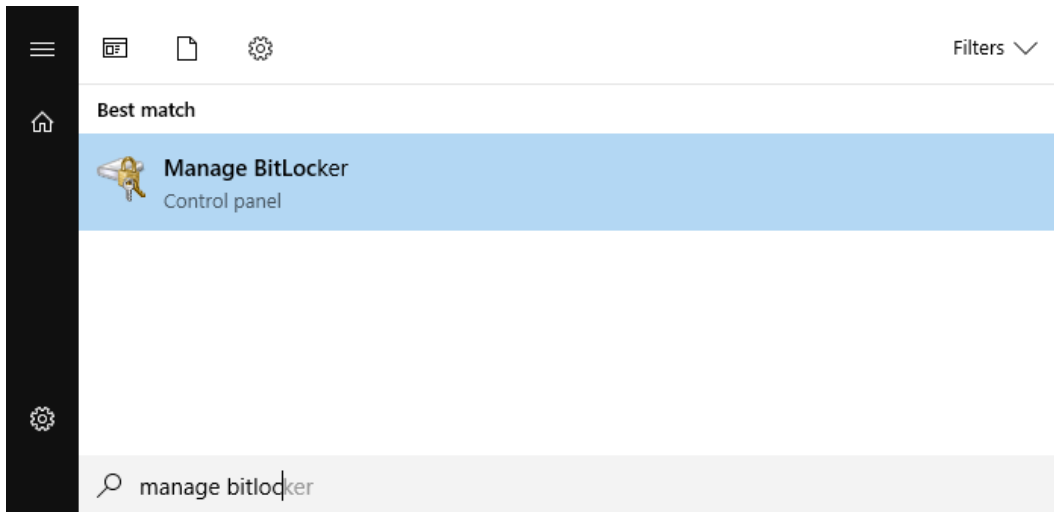 Filters
Best match
Manage BitLocker
Control panel
manage bitlocker